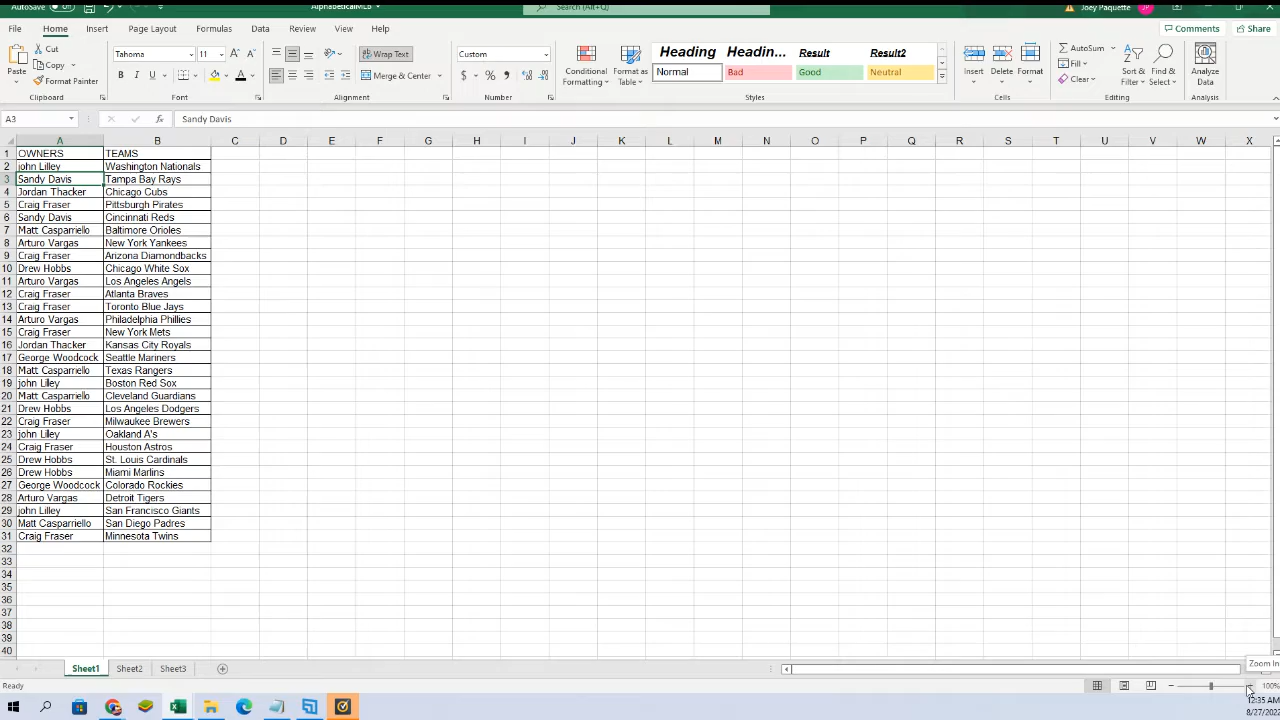 AutoSave
AlphabeticalMLB
Search (Alt+Q)
Joey Paquette
JP
File Home Insert Page Layout Formulas Data Review View Help
Comments Share
Paste
Cut
Copy
Format Painter
Clipboard
Tahoma 11
B I U
Font
Wrap Text
Merge & Center
Alignment
Custom
$ % ,
Number
Conditional Formatting
Format as Table
Heading Headin... Result Result2
Normal Bad Good Neutral
Styles
Insert Delete Format
Cells
AutoSum
Fill
Clear
Sort & Filter
Find & Select
Editing
Analyze Data
Analysis
A3 fx Sandy Davis
A B C D E F G H I J K L M N O P Q R S T U V W X
1 OWNERS TEAMS
2 john Lilley Washington Nationals
3 Sandy Davis Tampa Bay Rays
4 Jordan Thacker Chicago Cubs
5 Craig Fraser Pittsburgh Pirates
6 Sandy Davis Cincinnati Reds
7 Matt Casparriello Baltimore Orioles
8 Arturo Vargas New York Yankees
9 Craig Fraser Arizona Diamondbacks
10 Drew Hobbs Chicago White Sox
11 Arturo Vargas Los Angeles Angels
12 Craig Fraser Atlanta Braves
13 Craig Fraser Toronto Blue Jays
14 Arturo Vargas Philadelphia Phillies
15 Craig Fraser New York Mets
16 Jordan Thacker Kansas City Royals
17 George Woodcock Seattle Mariners
18 Matt Casparriello Texas Rangers
19 john Lilley Boston Red Sox
20 Matt Casparriello Cleveland Guardians
21 Drew Hobbs Los Angeles Dodgers
22 Craig Fraser Milwaukee Brewers
23 john Lilley Oakland A's
24 Craig Fraser Houston Astros
25 Drew Hobbs St. Louis Cardinals
26 Drew Hobbs Miami Marlins
27 George Woodcock Colorado Rockies
28 Arturo Vargas Detroit Tigers
29 john Lilley San Francisco Giants
30 Matt Casparriello San Diego Padres
31 Craig Fraser Minnesota Twins
32
33
34
35
36
37
38
39
40
Zoom In
Sheet1 Sheet2 Sheet3
Ready
100%
12:35 AM
8/27/2022